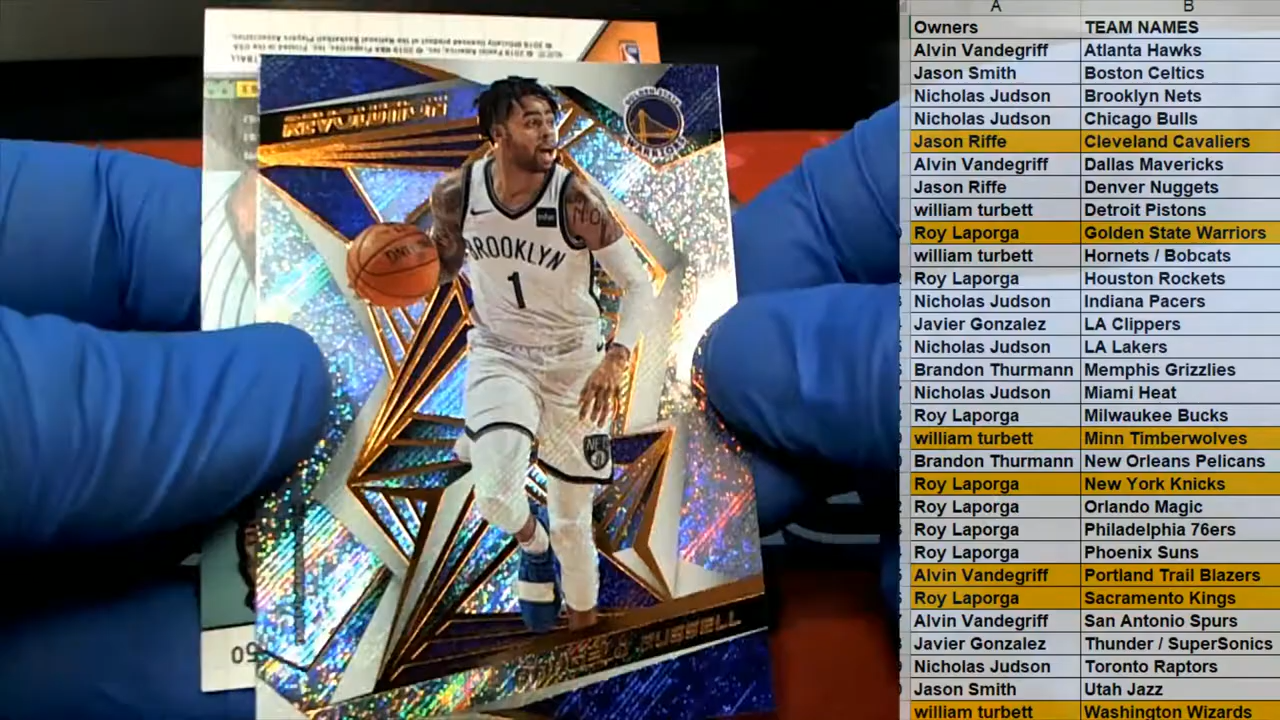 REVOLUTION
GOLDEN STATE
WARRIORS
BROOKLYN
1
NO
RUSSELL
A B
Owners TEAM NAMES
Alvin Vandegriff Atlanta Hawks
Jason Smith Boston Celtics
Nicholas Judson Brooklyn Nets
Nicholas Judson Chicago Bulls
Jason Riffe Cleveland Cavaliers
Alvin Vandegriff Dallas Mavericks
Jason Riffe Denver Nuggets
william turbett Detroit Pistons
Roy Laporga Golden State Warriors
william turbett Hornets / Bobcats
Roy Laporga Houston Rockets
Nicholas Judson Indiana Pacers
Javier Gonzalez LA Clippers
Nicholas Judson LA Lakers
Brandon Thurmann Memphis Grizzlies
Nicholas Judson Miami Heat
Roy Laporga Milwaukee Bucks
william turbett Minn Timberwolves
Brandon Thurmann New Orleans Pelicans
Roy Laporga New York Knicks
Roy Laporga Orlando Magic
Roy Laporga Philadelphia 76ers
Roy Laporga Phoenix Suns
Alvin Vandegriff Portland Trail Blazers
Roy Laporga Sacramento Kings
Alvin Vandegriff San Antonio Spurs
Javier Gonzalez Thunder / SuperSonics
Nicholas Judson Toronto Raptors
Jason Smith Utah Jazz
william turbett Washington Wizards